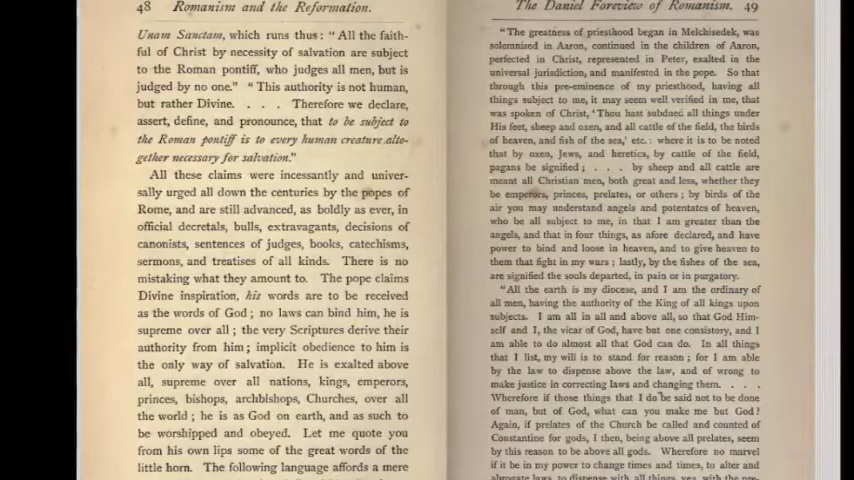 48 Romanism and the Reformation.
Unam Sanctam, which runs thus: "All the faith-
ful of Christ by necessity of salvation are subject
to the Roman pontiff, who judges all men, but is
judged by no one." "This authority is not human,
but rather Divine. . . . Therefore we declare,
assert, define, and pronounce, that to be subject to
the Roman pontiff is to every human creature alto-
gether necessary for salvation."
All these claims were incessantly and univer-
sally urged all down the centuries by the popes of
Rome, and are still advanced, as boldly as ever, in
official decretals, bulls, extravagants, decisions of
canonists, sentences of judges, books, catechisms,
sermons, and treatises of all kinds. There is no
mistaking what they amount to. The pope claims
Divine inspiration, his words are to be received
as the words of God; no laws can bind him, he is
supreme over all; the very Scriptures derive their
authority from him; implicit obedience to him is
the only way of salvation. He is exalted above
all, supreme over all nations, kings, emperors,
princes, bishops, archbishops, Churches, over all
the world; he is as God on earth, and as such to
be worshipped and obeyed. Let me quote you
from his own lips some of the great words of the
little horn. The following language affords a mere
The Daniel Foreview of Romanism. 49
"The greatness of priesthood began in Melchisedek, was
solemnized in Aaron, continued in the children of Aaron,
perfected in Christ, represented in Peter, exalted in the
universal jurisdiction, and manifested in the pope. So that
through this pre-eminence of my priesthood, having all
things subject to me, it may seem well verified in me, that
was spoken of Christ, 'Thou hast subdued all things under
His feet, sheep and oxen, and all cattle of the field, the birds
of heaven, and fish of the sea,' etc.: where it is to be noted
that by oxen, Jews, and heretics, by cattle of the field,
pagans be signified; . . . by sheep and all cattle are
meant all Christian men, both great and less, whether they
be emperors, princes, prelates, or others; by birds of the
air you may understand angels and potentates of heaven,
who be all subject to me, in that I am greater than the
angels, and that in four things, as afore declared, and have
power to bind and loose in heaven, and to give heaven to
them that fight in my wars; lastly, by the fishes of the sea,
are signified the souls departed, in pain or in purgatory.
"All the earth is my diocese, and I am the ordinary of
all men, having the authority of the King of all kings upon
subjects. I am all in all and above all, so that God Him-
self and I, the vicar of God, have but one consistory, and I
am able to do almost all that God can do. In all things
that I list, my will is to stand for reason; for I am able
by the law to dispense above the law, and of wrong to
make justice in correcting laws and changing them. . . .
Wherefore if those things that I do be said not to be done
of man, but of God, what can you make me but God?
Again, if prelates of the Church be called and counted of
Constantine for gods, I then, being above all prelates, seem
by this reason to be above all gods. Wherefore no marvel
if it be in my power to change times and times, to alter and
abrogate laws, to dispense with all things, yea, with the pre-